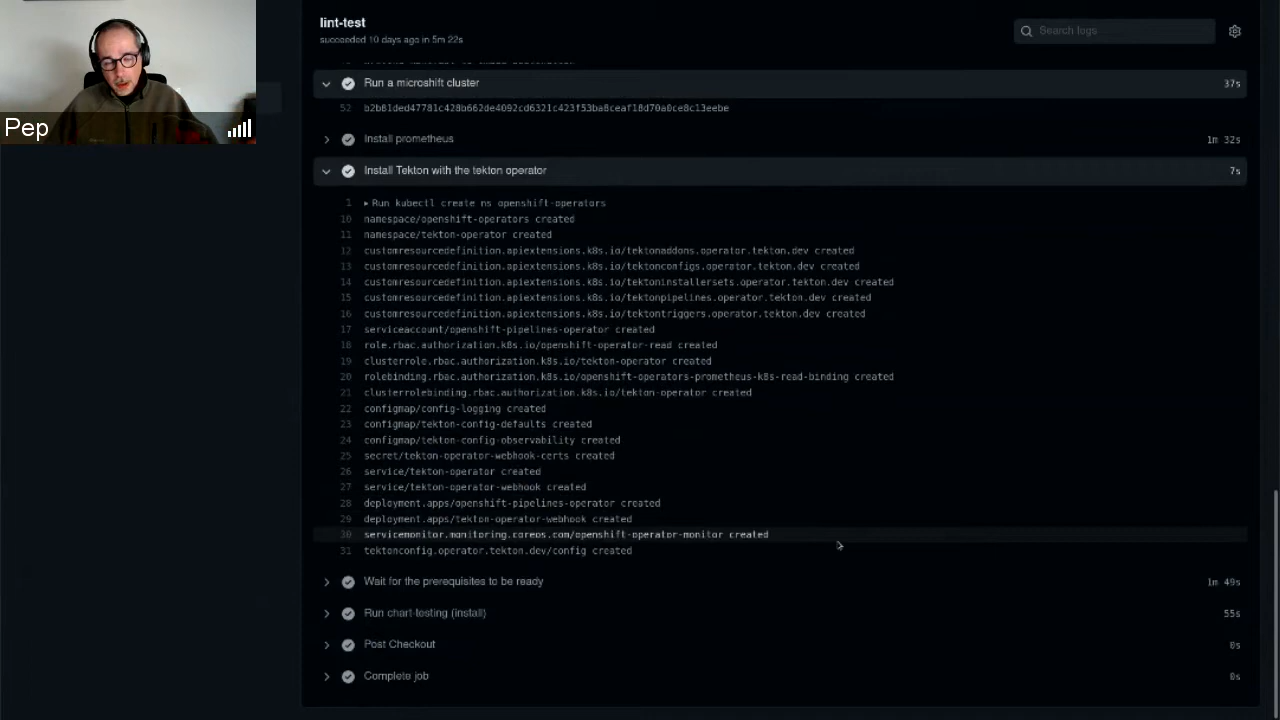 lint-test
succeeded 10 days ago in 5m 22s
Search logs
Pep
Run a microshift cluster 37s
52 b2b81ded47781c428b662de4092cd6321c423f53ba8ceaf18d70a0ce8c13eebe
Install prometheus 1m 32s
Install Tekton with the tekton operator 7s
1 Run kubectl create ns openshift-operators
10 namespace/openshift-operators created
11 namespace/tekton-operator created
12 customresourcedefinition.apiextensions.k8s.io/tektonaddons.operator.tekton.dev created
13 customresourcedefinition.apiextensions.k8s.io/tektonconfigs.operator.tekton.dev created
14 customresourcedefinition.apiextensions.k8s.io/tektoninstallersets.operator.tekton.dev created
15 customresourcedefinition.apiextensions.k8s.io/tektonpipelines.operator.tekton.dev created
16 customresourcedefinition.apiextensions.k8s.io/tektontriggers.operator.tekton.dev created
17 serviceaccount/openshift-pipelines-operator created
18 role.rbac.authorization.k8s.io/openshift-operator-read created
19 clusterrole.rbac.authorization.k8s.io/tekton-operator created
20 rolebinding.rbac.authorization.k8s.io/openshift-operators-prometheus-k8s-read-binding created
21 clusterrolebinding.rbac.authorization.k8s.io/tekton-operator created
22 configmap/config-logging created
23 configmap/tekton-config-defaults created
24 configmap/tekton-config-observability created
25 secret/tekton-operator-webhook-certs created
26 service/tekton-operator created
27 service/tekton-operator-webhook created
28 deployment.apps/openshift-pipelines-operator created
29 deployment.apps/tekton-operator-webhook created
30 servicemonitor.monitoring.coreos.com/openshift-operator-monitor created
31 tektonconfig.operator.tekton.dev/config created
Wait for the prerequisites to be ready 1m 49s
Run chart-testing (install) 55s
Post Checkout 0s
Complete job 0s